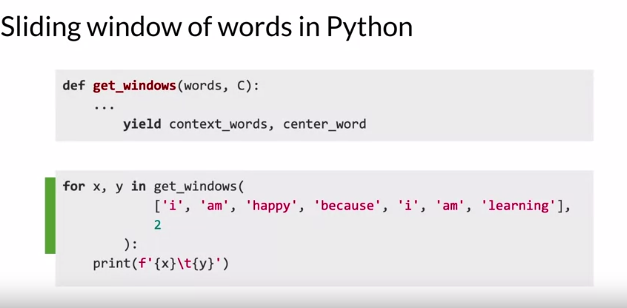 Sliding window of words in Python
def get_windows(words, C):
...
yield context_words, center_word
for x, y in get_windows(
['i', 'am', 'happy', 'because', 'i', 'am', 'learning'],
2
):
print(f'{x}\t{y}')